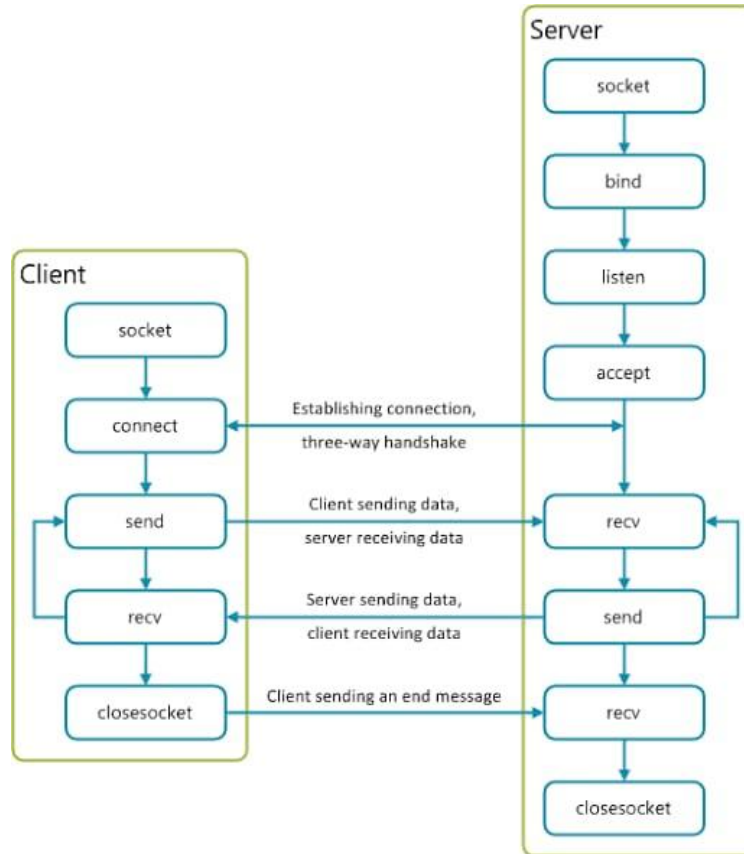 Server
socket
bind
listen
accept
Client
socket
connect
Establishing connection,
three-way handshake
send
Client sending data,
server receiving data
recv
recv
Server sending data,
client receiving data
send
closesocket
Client sending an end message
recv
closesocket